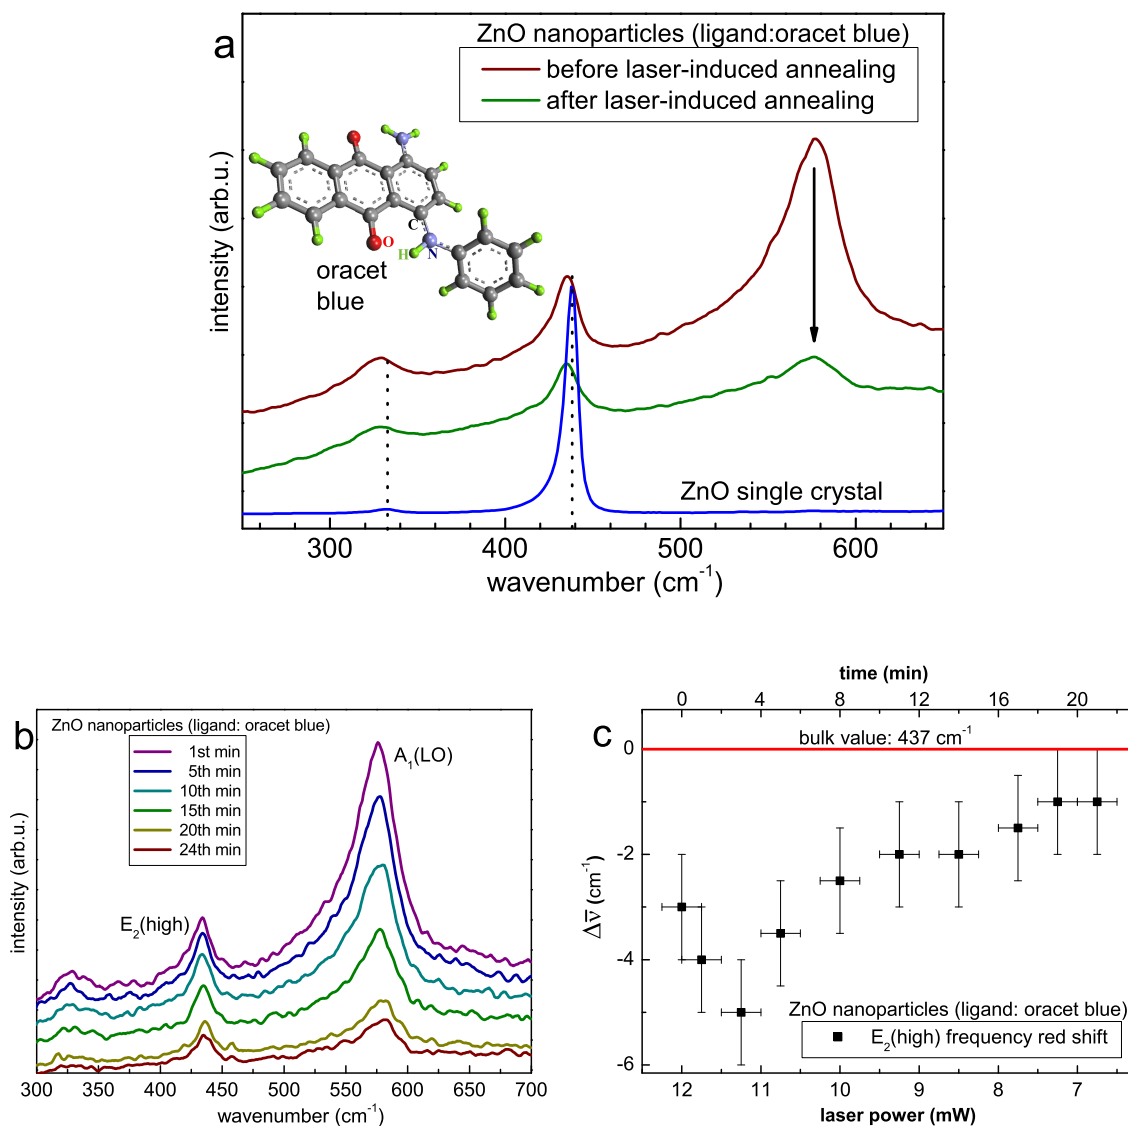 a
ZnO nanoparticles (ligand:oracet blue)
before laser-induced annealing
after laser-induced annealing
C
O
H
N
oracet
blue
ZnO single crystal
intensity (arb.u.)
300 400 500 600
wavenumber (cm⁻¹)
b
ZnO nanoparticles (ligand: oracet blue)
1st min
5th min
10th min
15th min
20th min
24th min
A₁(LO)
E₂(high)
intensity (arb.u.)
300 350 400 450 500 550 600 650 700
wavenumber (cm⁻¹)
time (min)
0 2 4 6 8 10 12 14 16 18 20
c
bulk value: 437 cm⁻¹
0
-2
-4
-6
Δν̅ (cm⁻¹)
ZnO nanoparticles (ligand: oracet blue)
E₂(high) frequency red shift
12 11 10 9 8 7
laser power (mW)